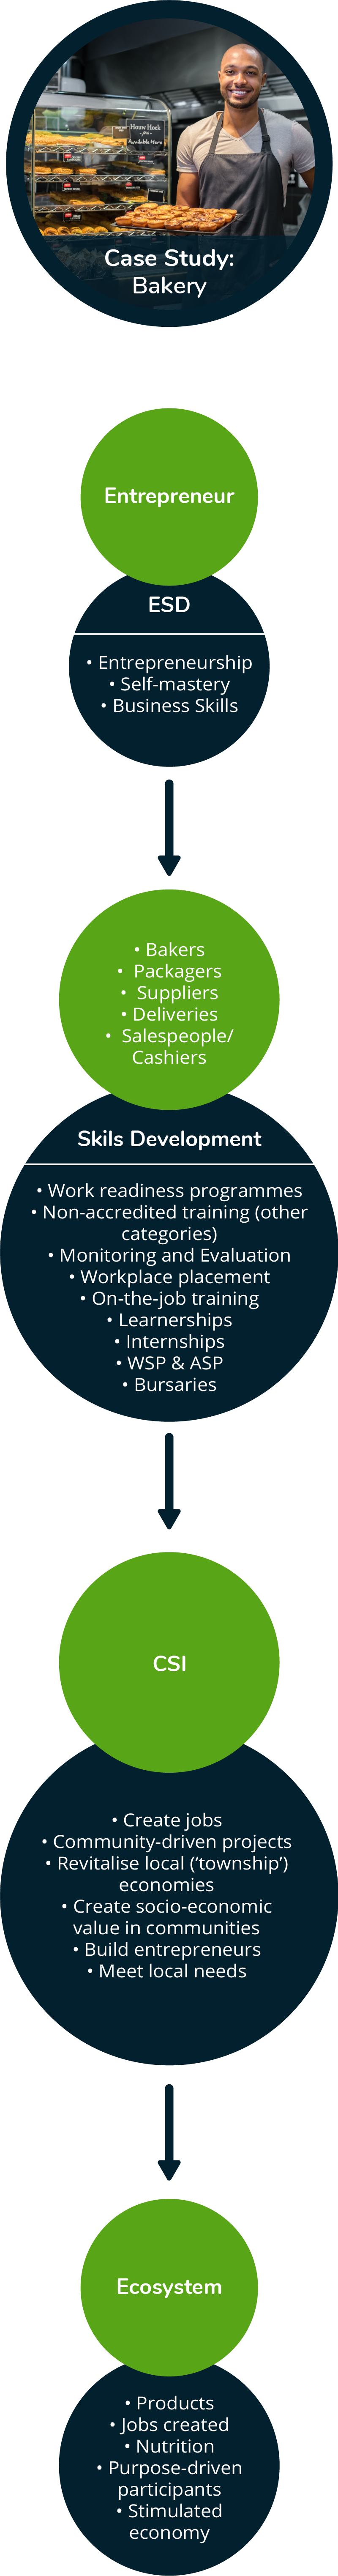 Houw Hoek
Available Here
Case Study:
Bakery
Entrepreneur
ESD
• Entrepreneurship
• Self-mastery
• Business Skills
• Bakers
• Packagers
• Suppliers
• Deliveries
• Salespeople/
Cashiers
Skils Development
• Work readiness programmes
• Non-accredited training (other
categories)
• Monitoring and Evaluation
• Workplace placement
• On-the-job training
• Learnerships
• Internships
• WSP & ASP
• Bursaries
CSI
• Create jobs
• Community-driven projects
• Revitalise local (‘township’)
economies
• Create socio-economic
value in communities
• Build entrepreneurs
• Meet local needs
Ecosystem
• Products
• Jobs created
• Nutrition
• Purpose-driven
participants
• Stimulated
economy